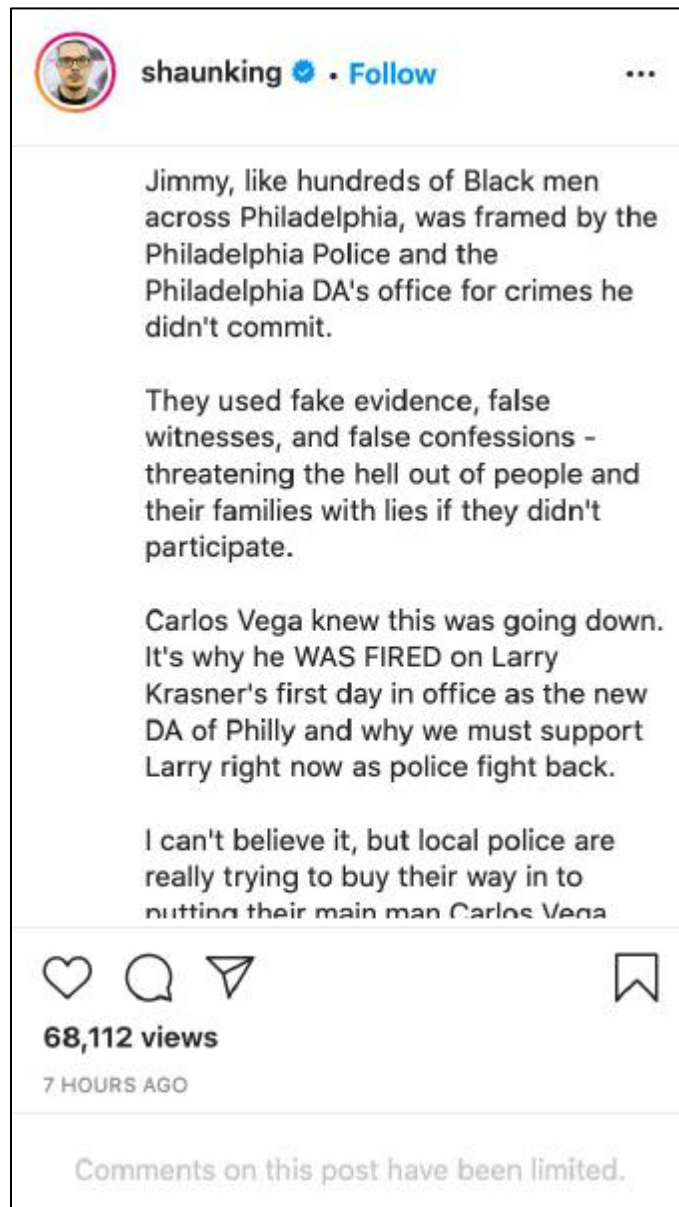 shaunking • Follow
Jimmy, like hundreds of Black men
across Philadelphia, was framed by the
Philadelphia Police and the
Philadelphia DA's office for crimes he
didn't commit.
They used fake evidence, false
witnesses, and false confessions -
threatening the hell out of people and
their families with lies if they didn't
participate.
Carlos Vega knew this was going down.
It's why he WAS FIRED on Larry
Krasner's first day in office as the new
DA of Philly and why we must support
Larry right now as police fight back.
I can't believe it, but local police are
really trying to buy their way in to
putting their main man Carlos Vega
68,112 views
7 HOURS AGO
Comments on this post have been limited.